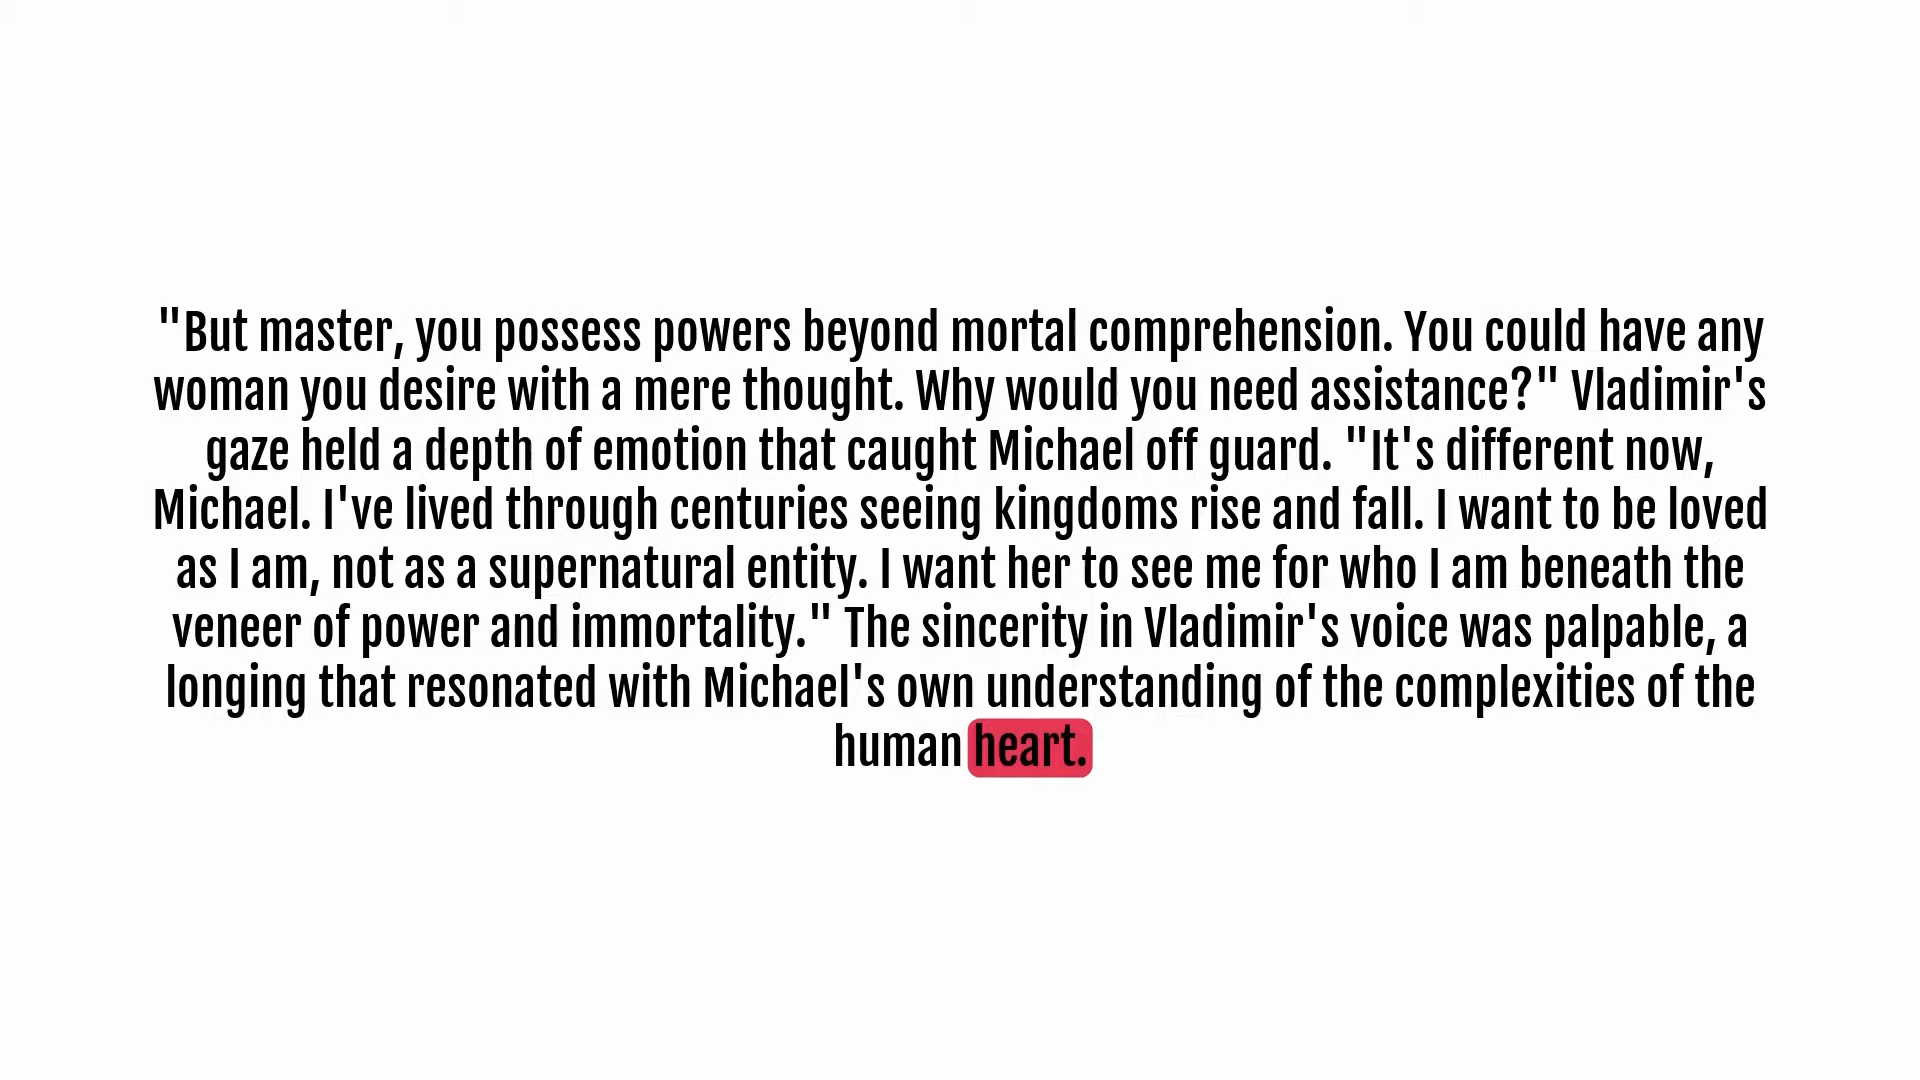 "But master, you possess powers beyond mortal comprehension. You could have any
woman you desire with a mere thought. Why would you need assistance?" Vladimir's
gaze held a depth of emotion that caught Michael off guard. "It's different now,
Michael. I've lived through centuries seeing kingdoms rise and fall. I want to be loved
as I am, not as a supernatural entity. I want her to see me for who I am beneath the
veneer of power and immortality." The sincerity in Vladimir's voice was palpable, a
longing that resonated with Michael's own understanding of the complexities of the
human heart.